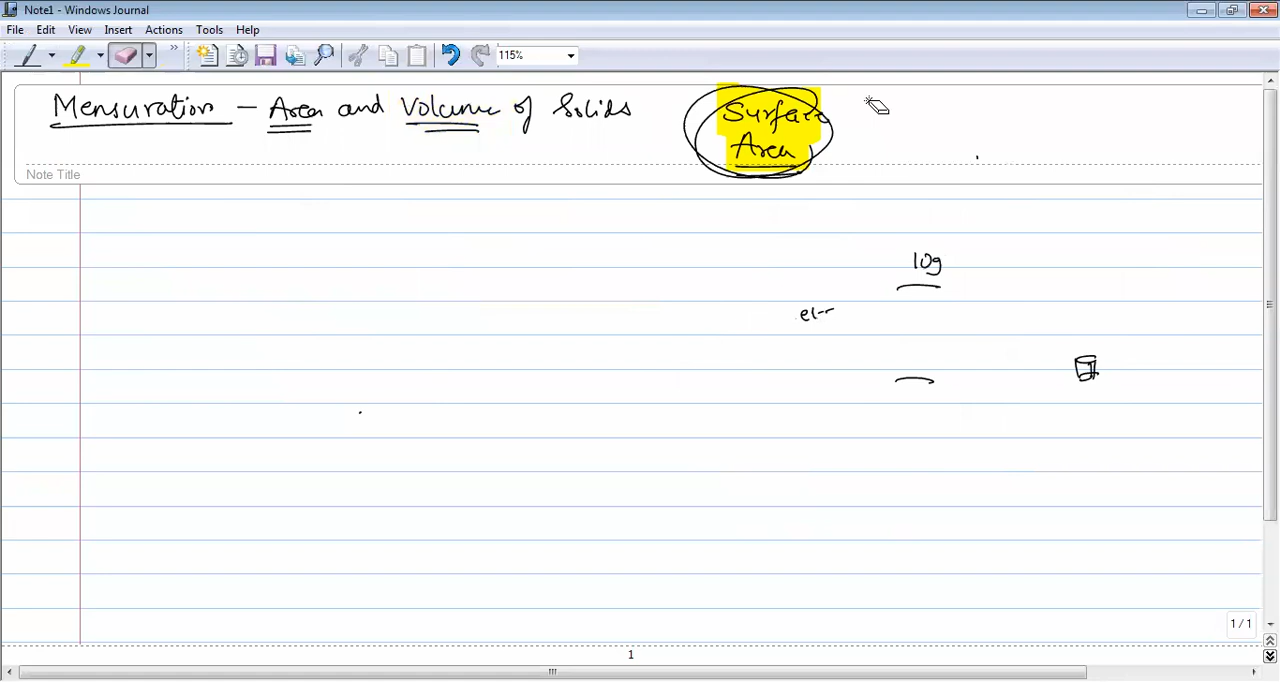 Note1 - Windows Journal
File Edit View Insert Actions Tools Help
115%
Mensuration – Area and Volume of Solids
Surface
Area
Note Title
10g
1 / 1
1